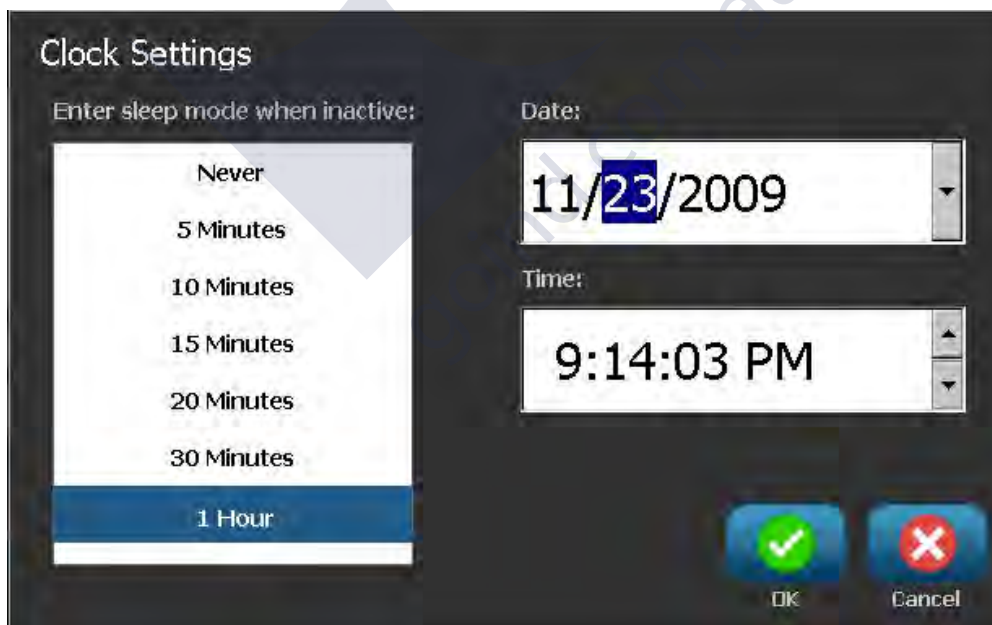 Clock Settings
Enter sleep mode when inactive:
Never
5 Minutes
10 Minutes
15 Minutes
20 Minutes
30 Minutes
1 Hour
Date:
11/23/2009
Time:
9:14:03 PM
OK
Cancel